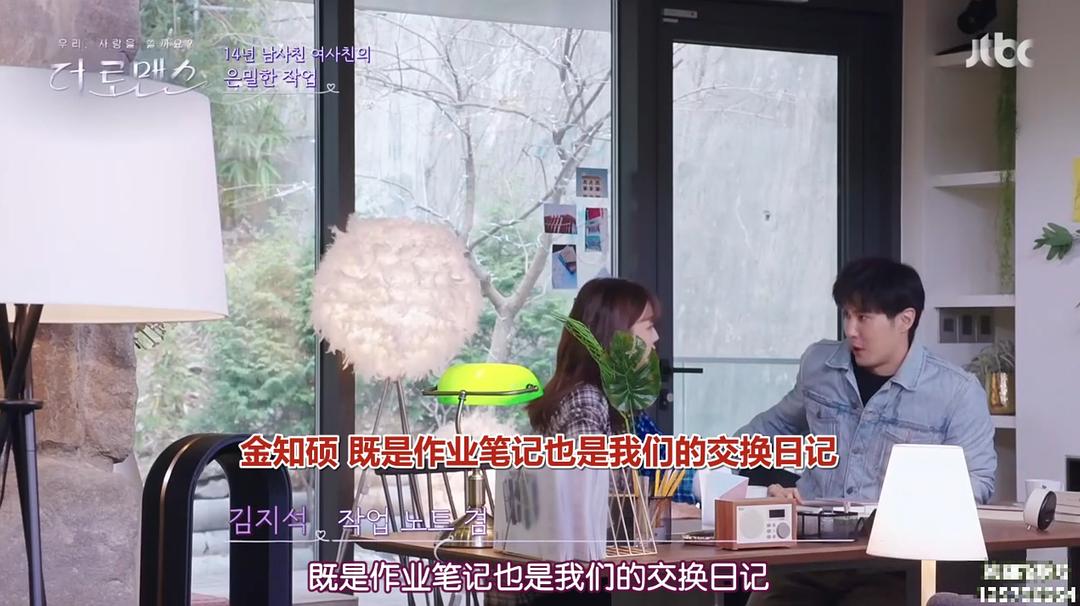 우리, 사랑을 쓸까요?
더 로맨스
14년 남사친 여사친의
은밀한 작업
jtbc
金知硕 既是作业笔记也是我们的交换日记
김지석 작업 노트 겸
既是作业笔记也是我们的交换日记